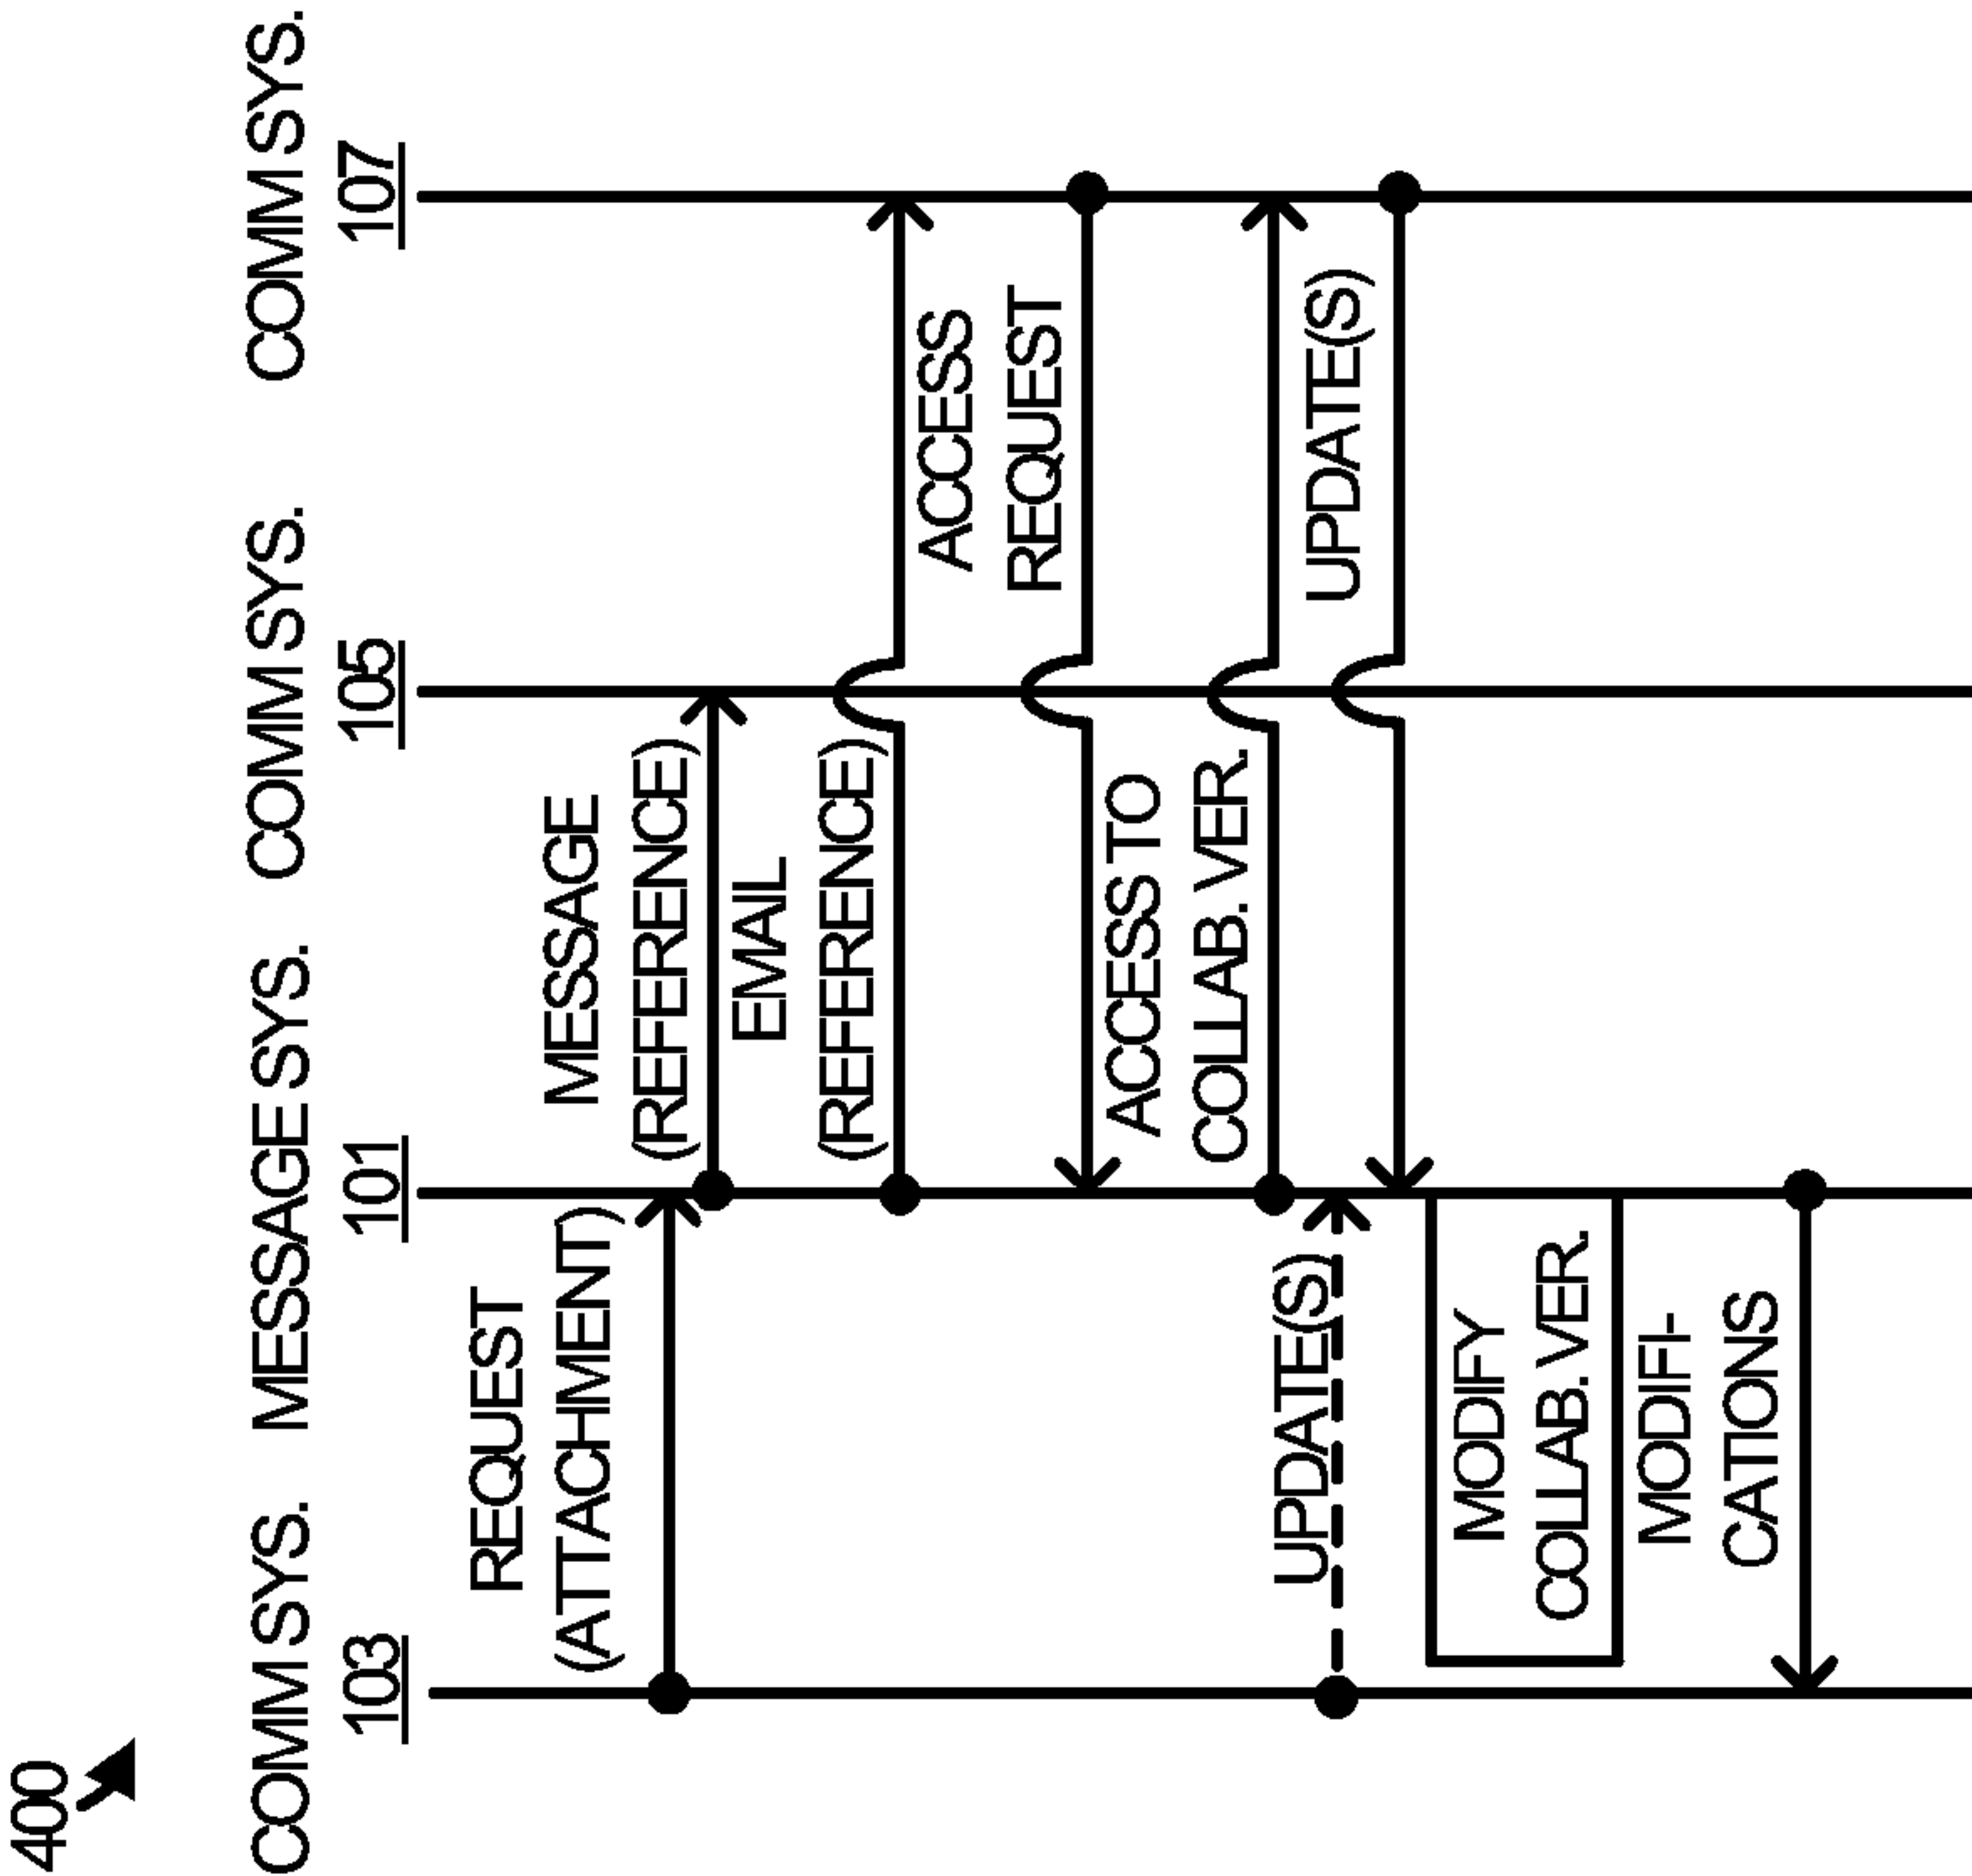 400
COMM SYS.
103
MESSAGE SYS.
101
COMM SYS.
105
COMM SYS.
107
REQUEST
(ATTACHMENT)
MESSAGE
(REFERENCE)
EMAIL
(REFERENCE)
ACCESS
REQUEST
ACCESS TO
COLLAB. VER.
UPDATE(S)
UPDATE(S)
MODIFY
COLLAB. VER.
MODIFI-
CATIONS